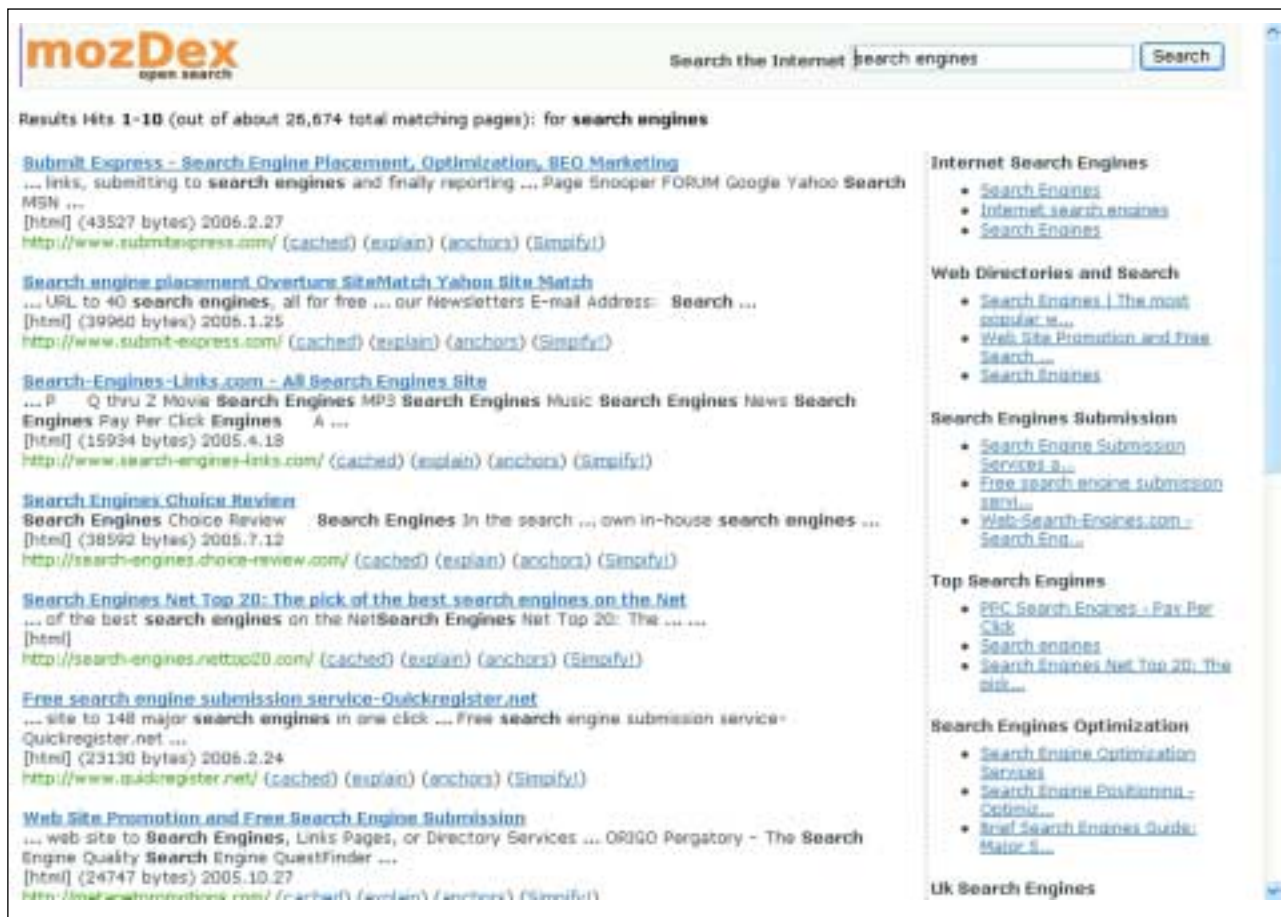 mozDex
open search
Search the Internet search engines Search
Results Hits 1-10 (out of about 26,674 total matching pages): for search engines
Submit Express - Search Engine Placement, Optimization, SEO Marketing
... links, submitting to search engines and finally reporting ... Page Snooper FORUM Google Yahoo Search
MSN ...
[html] (43527 bytes) 2006.2.27
http://www.submitexpress.com/ (cached) (explain) (anchors) (Simpify!)
Search engine placement Overture SiteMatch Yahoo Site Match
... URL to 40 search engines, all for free ... our Newsletters E-mail Address: Search ...
[html] (39960 bytes) 2006.1.25
http://www.submit-express.com/ (cached) (explain) (anchors) (Simpify!)
Search-Engines-Links.com - All Search Engines Site
... P Q thru Z Movie Search Engines MP3 Search Engines Music Search Engines News Search
Engines Pay Per Click Engines A ...
[html] (15934 bytes) 2005.4.18
http://www.search-engines-links.com/ (cached) (explain) (anchors) (Simpify!)
Search Engines Choice Review
Search Engines Choice Review Search Engines In the search ... own in-house search engines ...
[html] (38592 bytes) 2005.7.12
http://search-engines.choice-review.com/ (cached) (explain) (anchors) (Simpify!)
Search Engines Net Top 20: The pick of the best search engines on the Net
... of the best search engines on the NetSearch Engines Net Top 20: The ... ...
[html]
http://search-engines.nettop20.com/ (cached) (explain) (anchors) (Simpify!)
Free search engine submission service-Quickregister.net
... site to 148 major search engines in one click ... Free search engine submission service-
Quickregister.net ...
[html] (23130 bytes) 2006.2.24
http://www.quickregister.net/ (cached) (explain) (anchors) (Simpify!)
Web Site Promotion and Free Search Engine Submission
... web site to Search Engines, Links Pages, or Directory Services ... ORIGO Pergatory - The Search
Engine Quality Search Engine QuestFinder ...
[html] (24747 bytes) 2005.10.27
(cached) (explain) (anchors) (Simpify!)
Internet Search Engines
Search Engines
Internet search engines
Search Engines
Web Directories and Search
Search Engines | The most
popular w...
Web Site Promotion and Free
Search ...
Search Engines
Search Engines Submission
Search Engine Submission
Services a...
Free search engine submission
servi...
Web-Search-Engines.com -
Search Eng...
Top Search Engines
PPC Search Engines - Pay Per
Click
Search engines
Search Engines Net Top 20: The
pick...
Search Engines Optimization
Search Engine Optimization
Services
Search Engine Positioning -
Optimiz...
Brief Search Engines Guide:
Major S...
Uk Search Engines